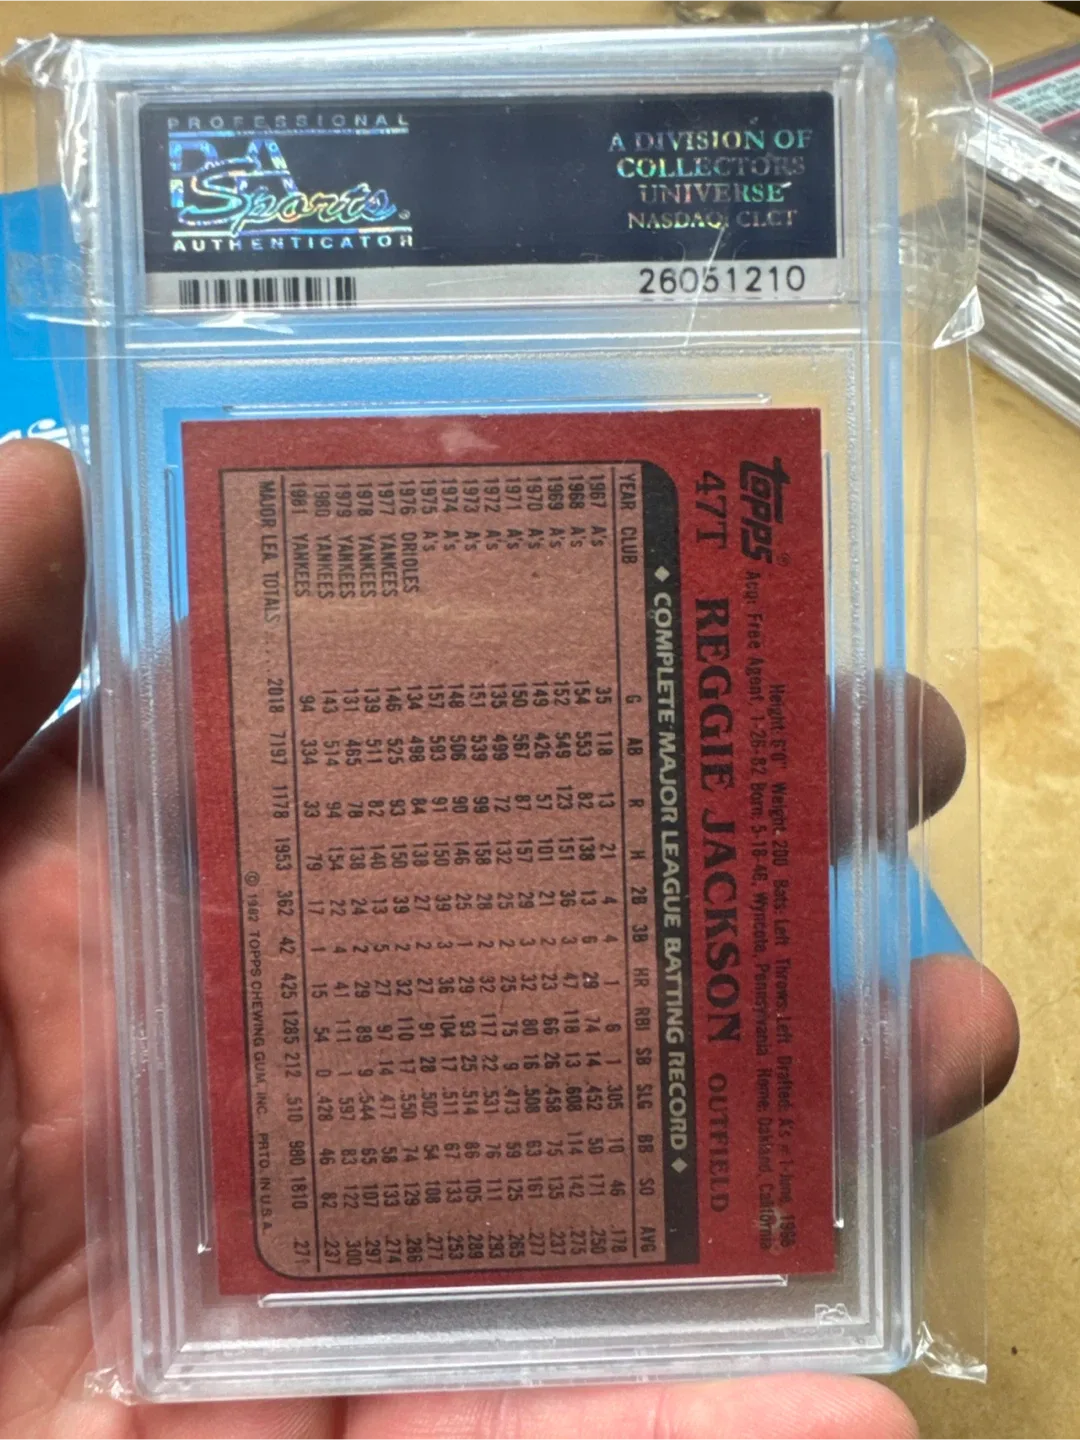 PROFESSIONAL
PSA
Sports
AUTHENTICATOR
A DIVISION OF
COLLECTORS
UNIVERSE
NASDAQ: CLCT
26051210
TOPPS®
Height: 6'0" Weight: 200 Bats: Left Throws: Left Drafted: A's #1-June, 1966
Acq: Free Agent, 1-26-82 Born: 5-18-46, Wyncote, Pennsylvania Home: Oakland, California
47T REGGIE JACKSON OUTFIELD
◆ COMPLETE MAJOR LEAGUE BATTING RECORD ◆
YEAR CLUB G AB R H 2B 3B HR RBI SB SLG BB SO AVG
1967 A's 35 118 13 21 4 4 1 6 1 .305 10 46 .178
1968 A's 154 553 82 138 13 6 29 74 14 .452 50 171 .250
1969 A's 152 549 123 151 36 3 47 118 13 .608 114 142 .275
1970 A's 149 426 57 101 21 2 23 66 26 .458 75 135 .237
1971 A's 150 567 87 157 29 3 32 80 16 .508 63 161 .277
1972 A's 135 499 72 132 25 2 25 75 9 .473 59 125 .265
1973 A's 151 539 99 158 28 2 32 117 22 .531 76 111 .293
1974 A's 148 506 90 146 25 1 29 93 25 .514 86 105 .289
1975 A's 157 593 91 150 39 3 36 104 17 .511 67 133 .253
1976 ORIOLES 134 498 84 138 27 2 27 91 28 .502 54 108 .277
1977 YANKEES 146 525 93 150 39 2 32 110 17 .550 74 129 .286
1978 YANKEES 139 511 82 140 13 5 27 97 14 .477 58 133 .274
1979 YANKEES 131 465 78 138 24 2 29 89 9 .544 65 107 .297
1980 YANKEES 143 514 94 154 22 4 41 111 1 .597 83 122 .300
1981 YANKEES 94 334 33 79 17 1 15 54 0 .428 46 82 .237
MAJOR LEA. TOTALS .... 2018 7197 1178 1953 362 42 425 1285 212 .510 980 1810 .271
© 1982 TOPPS CHEWING GUM, INC. PRTD. IN U.S.A.